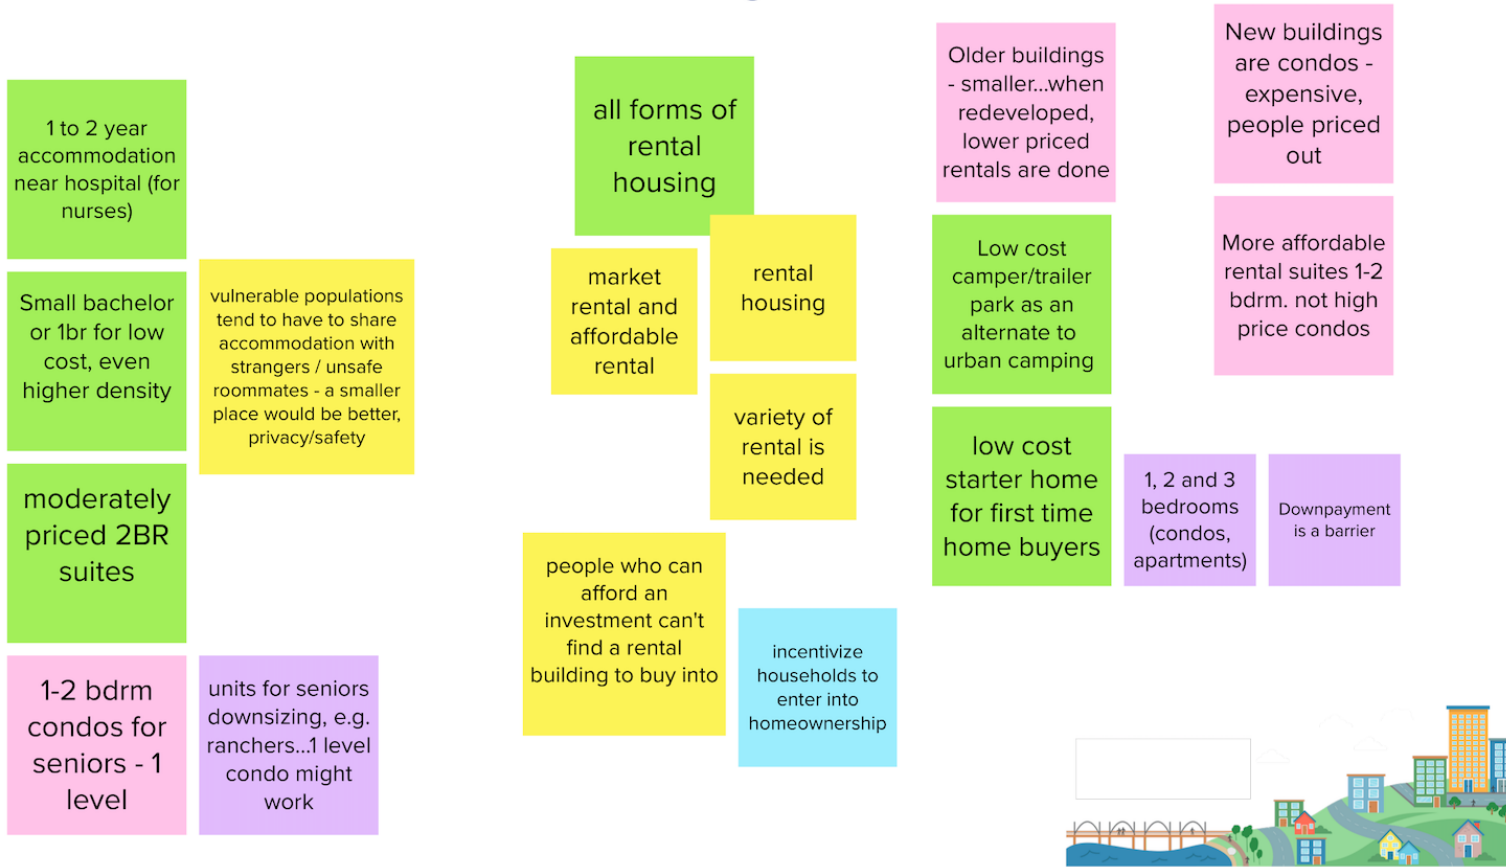 1 to 2 year
accommodation
near hospital (for
nurses)
Small bachelor
or 1br for low
cost, even
higher density
vulnerable populations
tend to have to share
accommodation with
strangers / unsafe
roommates - a smaller
place would be better,
privacy/safety
moderately
priced 2BR
suites
1-2 bdrm
condos for
seniors - 1
level
units for seniors
downsizing, e.g.
ranchers...1 level
condo might
work
all forms of
rental
housing
market
rental and
affordable
rental
rental
housing
variety of
rental is
needed
people who can
afford an
investment can't
find a rental
building to buy into
incentivize
households to
enter into
homeownership
Older buildings
- smaller...when
redeveloped,
lower priced
rentals are done
New buildings
are condos -
expensive,
people priced
out
Low cost
camper/trailer
park as an
alternate to
urban camping
More affordable
rental suites 1-2
bdrm. not high
price condos
low cost
starter home
for first time
home buyers
1, 2 and 3
bedrooms
(condos,
apartments)
Downpayment
is a barrier